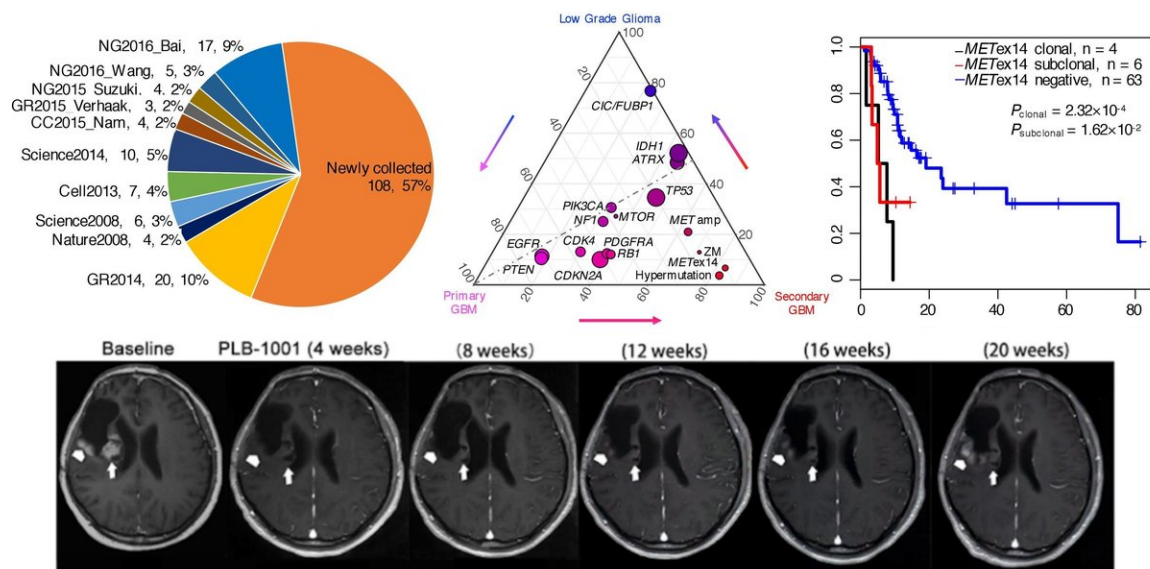 NG2016_Bai, 17, 9%
NG2016_Wang, 5, 3%
NG2015_Suzuki. 4. 2%
GR2015_Verhaak, 3, 2%
CC2015_Nam, 4, 2%
Science2014, 10, 5%
Cell2013, 7, 4%
Science2008, 6, 3%
Nature2008, 4, 2%
GR2014, 20, 10%
Newly collected
108, 57%
Low Grade Glioma
100
80
60
40
20
20
40
60
80
100
20
40
60
80
100
CIC/FUBP1
IDH1
ATRX
TP53
PIK3CA
NF1
MTOR
MET amp
EGFR
CDK4
PDGFRA
RB1
ZM
PTEN
CDKN2A
METex14
Hypermutation
Primary
GBM
Secondary
GBM
METex14 clonal, n = 4
METex14 subclonal, n = 6
METex14 negative, n = 63
Pclonal = 2.32×10-4
Psubclonal = 1.62×10-2
1.0
0.8
0.6
0.4
0.2
0
0 20 40 60 80
Baseline PLB-1001 (4 weeks) (8 weeks) (12 weeks) (16 weeks) (20 weeks)